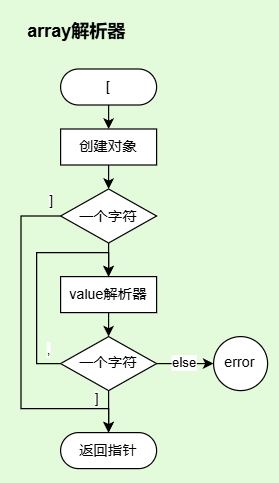 array解析器
[
创建对象
]
一个字符
value解析器
,
一个字符
else
error
]
返回指针